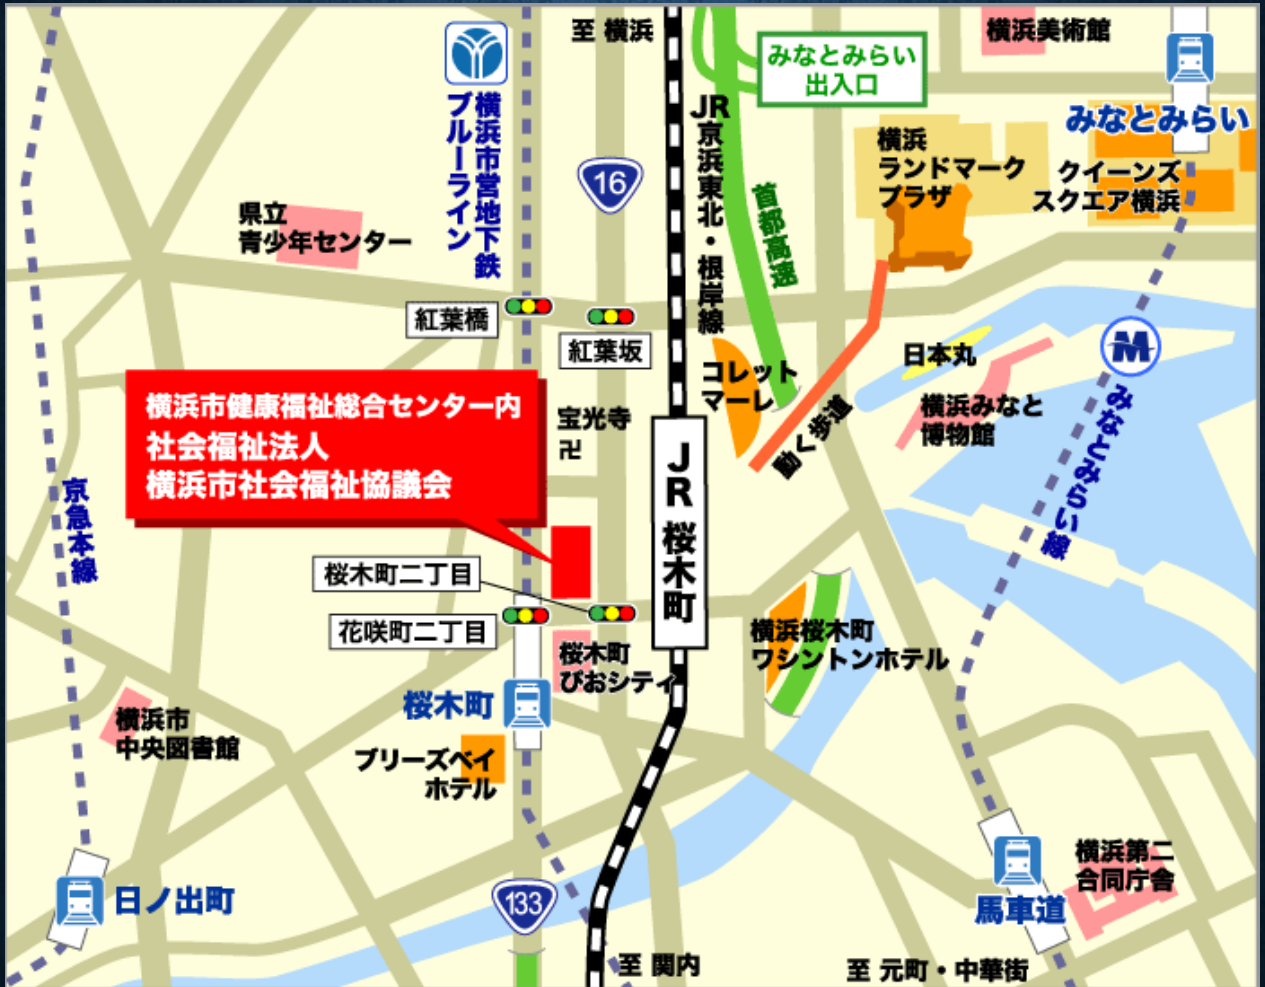 至 横浜
横浜美術館
みなとみらい
出入口
みなとみらい
横浜市営地下鉄
ブルーライン
JR京浜東北・根岸線
横浜
ランドマーク
プラザ
クイーンズ
スクエア横浜
16
首都高速
県立
青少年センター
紅葉橋
紅葉坂
コレット
マーレ
日本丸
横浜みなと
博物館
動く歩道
みなとみらい線
横浜市健康福祉総合センター内
社会福祉法人
横浜市社会福祉協議会
宝光寺
卍
京急本線
JR桜木町
桜木町二丁目
花咲町二丁目
桜木町
ぴおシティ
横浜桜木町
ワシントンホテル
桜木町
横浜市
中央図書館
ブリーズベイ
ホテル
日ノ出町
133
横浜第二
合同庁舎
馬車道
至 関内
至 元町・中華街